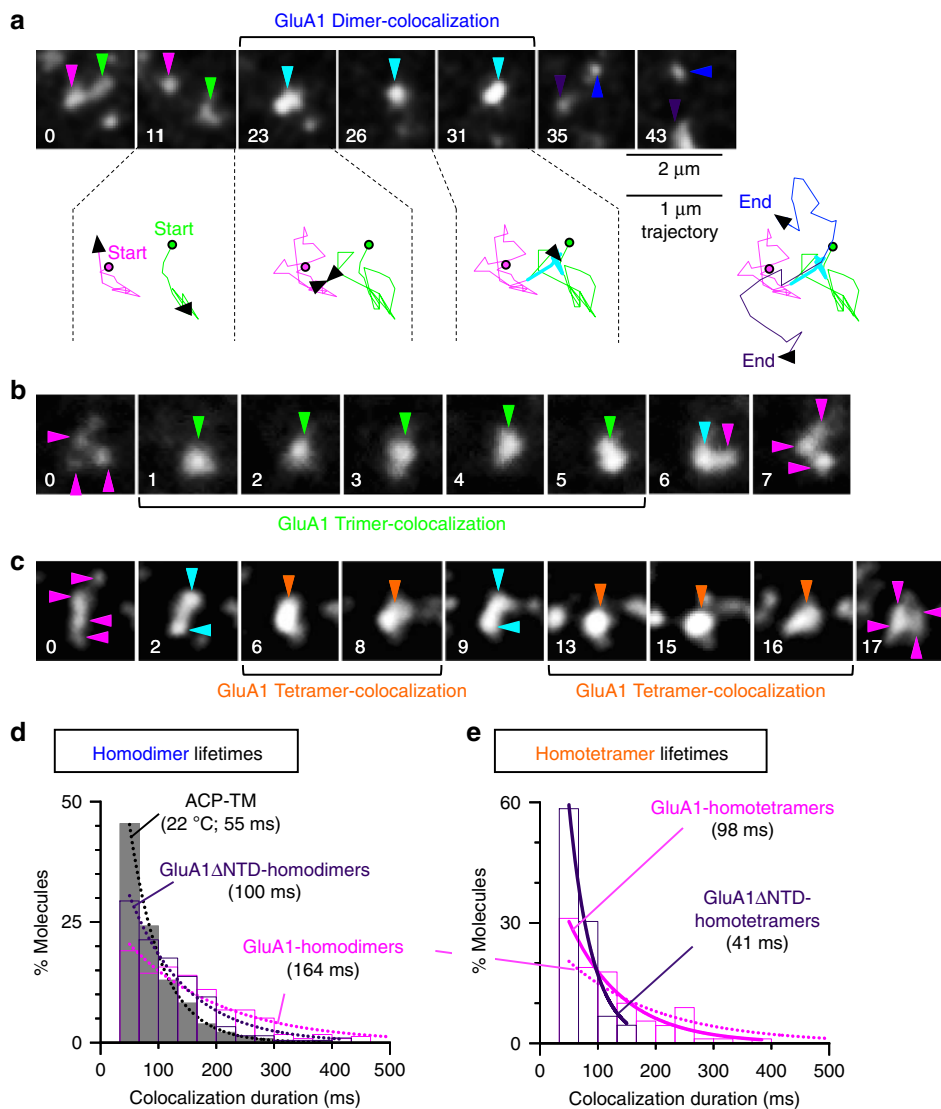 a
GluA1 Dimer-colocalization
0 11 23 26 31 35 43
2 μm
1 μm
trajectory
Start
Start
End
End
b
0 1 2 3 4 5 6 7
GluA1 Trimer-colocalization
c
0 2 6 8 9 13 15 16 17
GluA1 Tetramer-colocalization GluA1 Tetramer-colocalization
d
Homodimer lifetimes
% Molecules
50
25
0
ACP-TM
(22 °C; 55 ms)
GluA1ΔNTD-homodimers
(100 ms)
GluA1-homodimers
(164 ms)
0 100 200 300 400 500
Colocalization duration (ms)
e
Homotetramer lifetimes
% Molecules
60
30
0
GluA1-homotetramers
(98 ms)
GluA1ΔNTD-
homotetramers
(41 ms)
0 100 200 300 400 500
Colocalization duration (ms)